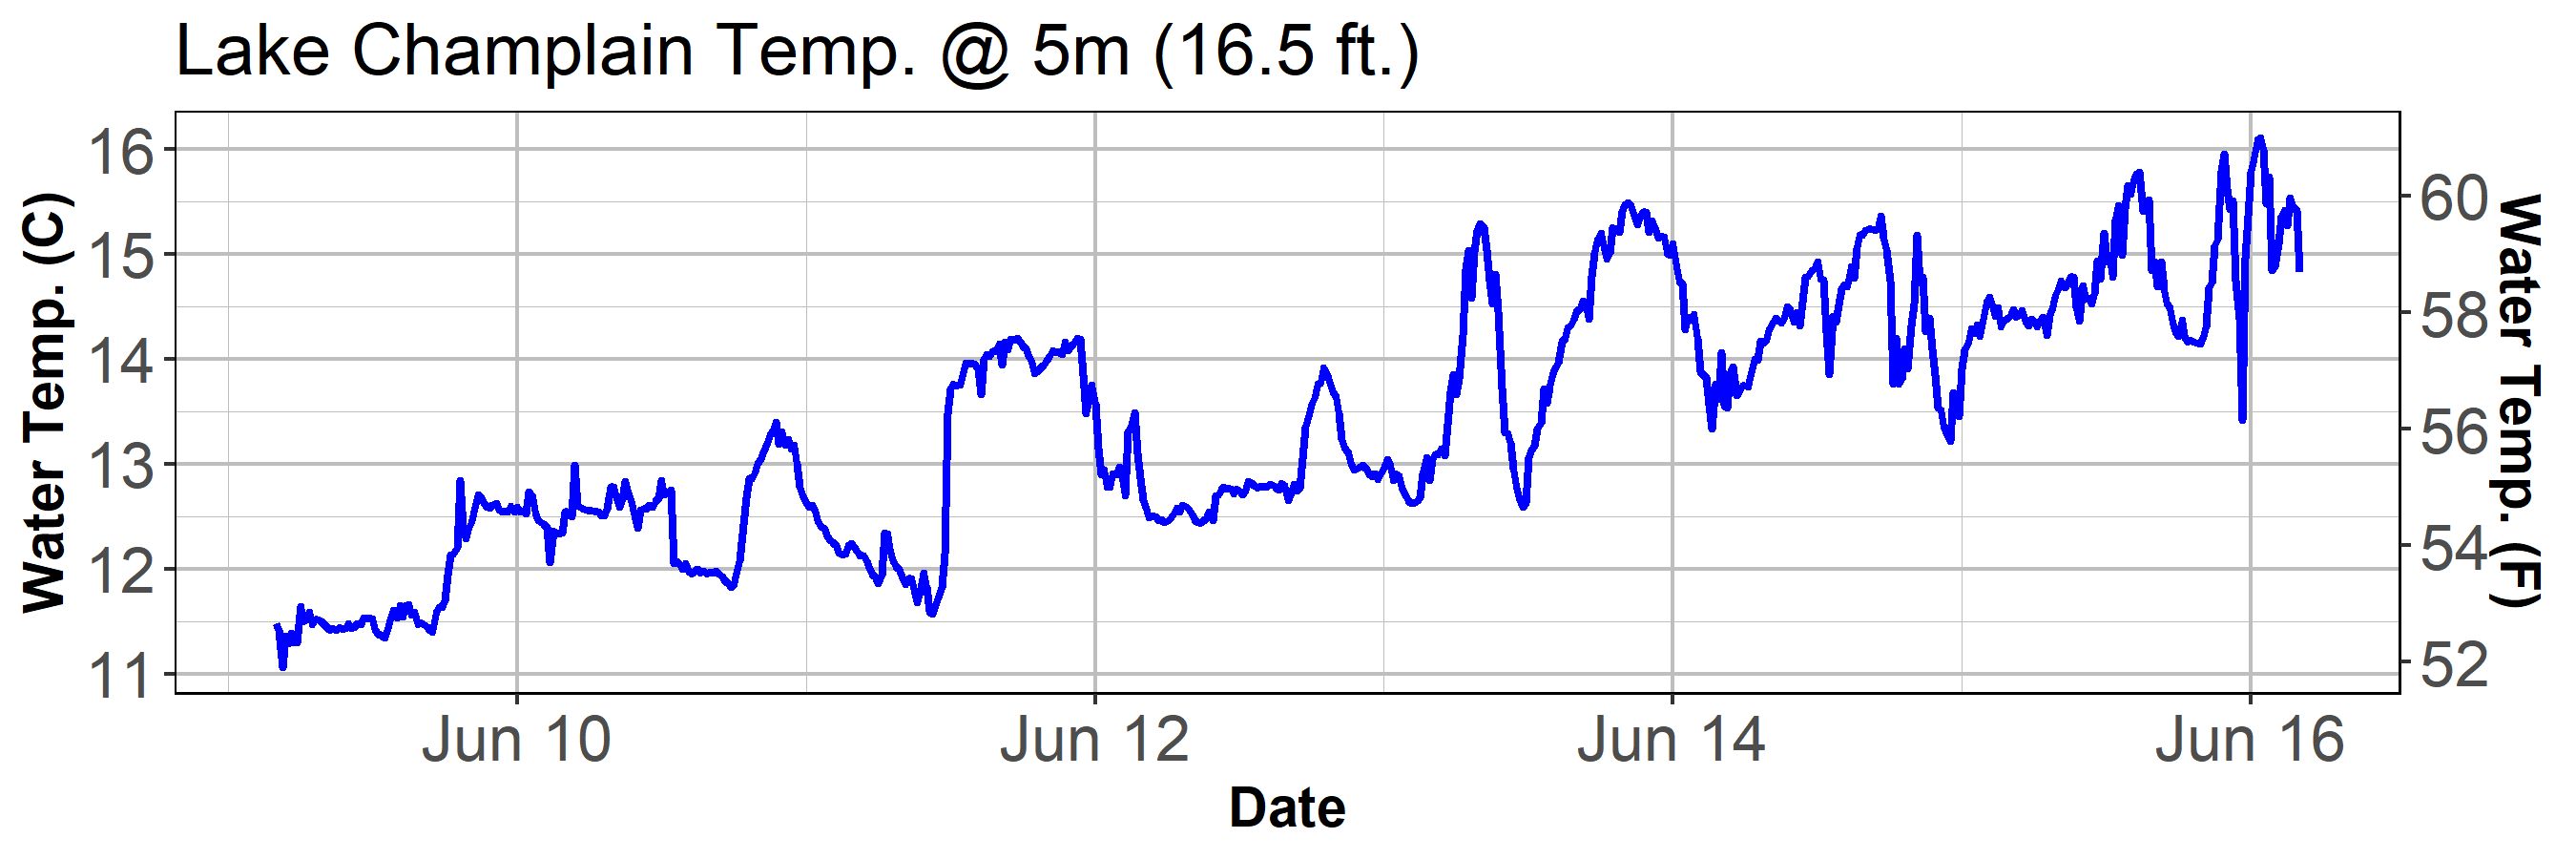 Lake Champlain Temp. @ 5m (16.5 ft.)
Water Temp. (C)
16
15
14
13
12
11
60
58
56
54
52
Water Temp. (F)
Jun 10
Jun 12
Jun 14
Jun 16
Date